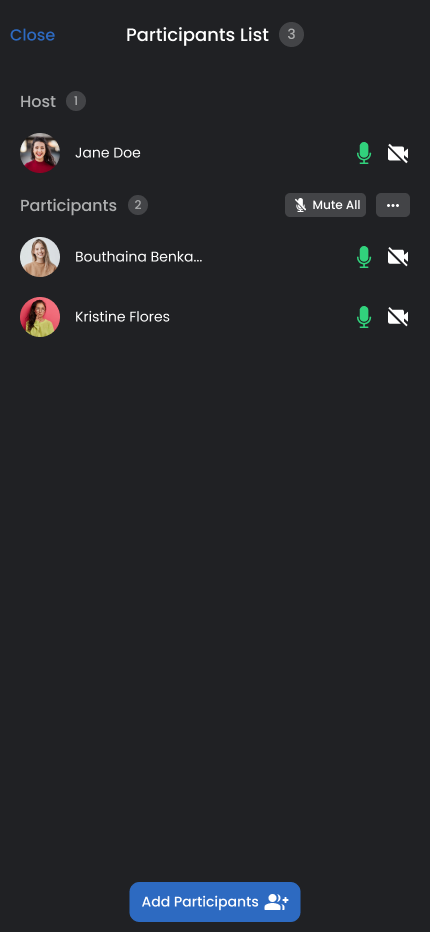 Close
Participants List 3
Host 1
Jane Doe
Participants 2
Mute All
Bouthaina Benka...
Kristine Flores
Add Participants